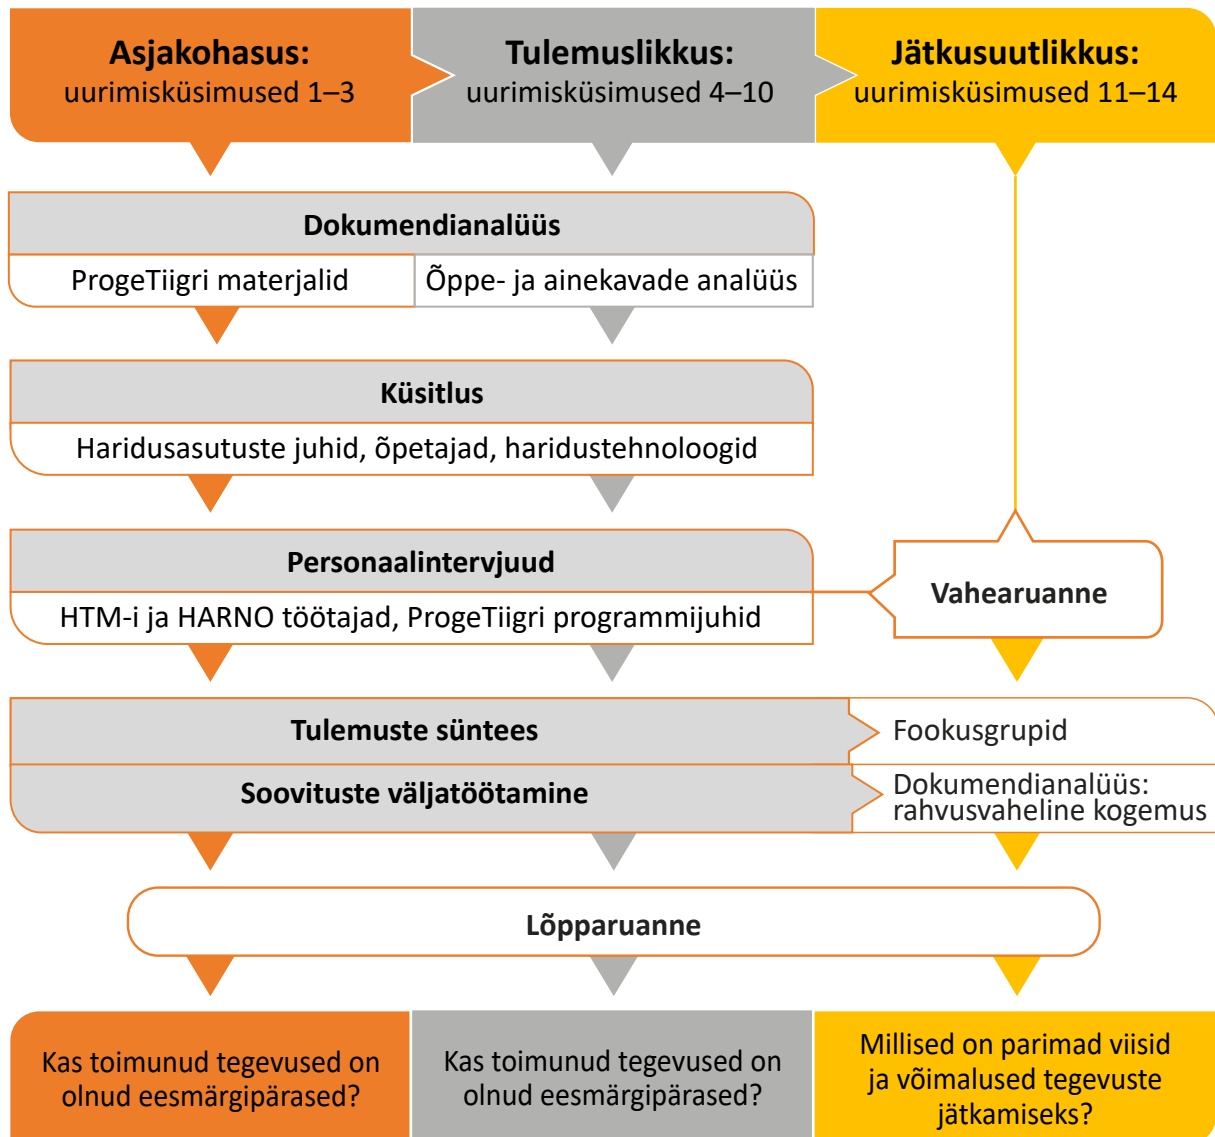 Asjakohasus:
uurimisküsimused 1–3
Tulemuslikkus:
uurimisküsimused 4–10
Jätkusuutlikkus:
uurimisküsimused 11–14
Dokumendianalüüs
ProgeTiigri materjalid
Õppe- ja ainekavade analüüs
Küsitlus
Haridusasutuste juhid, õpetajad, haridustehnoloogid
Personaalintervjuud
HTM-i ja HARNO töötajad, ProgeTiigri programmijuhid
Vahearuanne
Tulemuste süntees
Fookusgrupid
Soovituste väljatöötamine
Dokumendianalüüs:
rahvusvaheline kogemus
Lõpparuanne
Kas toimunud tegevused on
olnud eesmärgipärased?
Kas toimunud tegevused on
olnud eesmärgipärased?
Millised on parimad viisid
ja võimalused tegevuste
jätkamiseks?